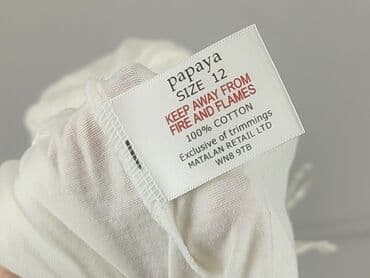 papaya
SIZE 12
KEEP AWAY FROM
FIRE AND FLAMES
100% COTTON
Exclusive of trimmings
MATALAN RETAIL LTD
WN8 9TB